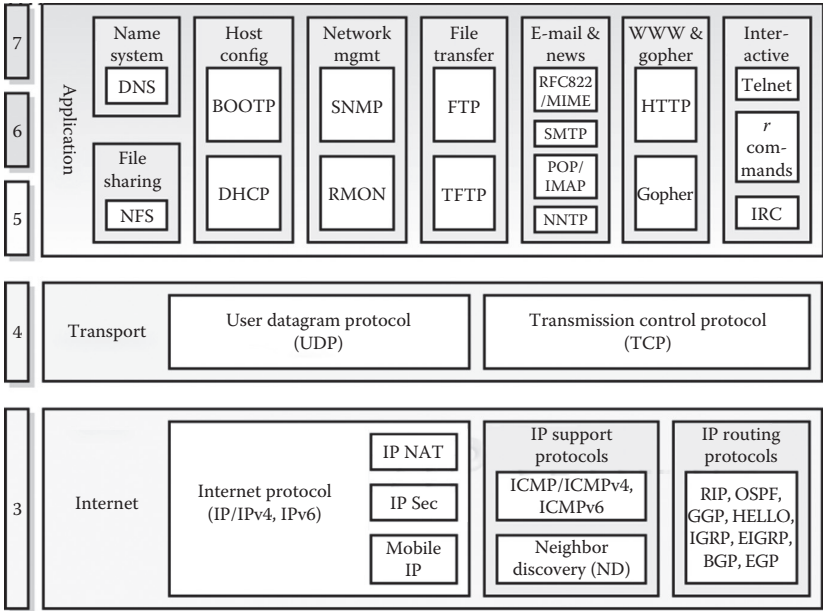 7
6
5
Application
Name
system
DNS
File
sharing
NFS
Host
config
BOOTP
DHCP
Network
mgmt
SNMP
RMON
File
transfer
FTP
TFTP
E-mail &
news
RFC822
/MIME
SMTP
POP/
IMAP
NNTP
WWW &
gopher
HTTP
Gopher
Inter-
active
Telnet
r
com-
mands
IRC
4
Transport
User datagram protocol
(UDP)
Transmission control protocol
(TCP)
3
Internet
Internet protocol
(IP/IPv4, IPv6)
IP NAT
IP Sec
Mobile
IP
IP support
protocols
ICMP/ICMPv4,
ICMPv6
Neighbor
discovery (ND)
IP routing
protocols
RIP, OSPF,
GGP, HELLO,
IGRP, EIGRP,
BGP, EGP